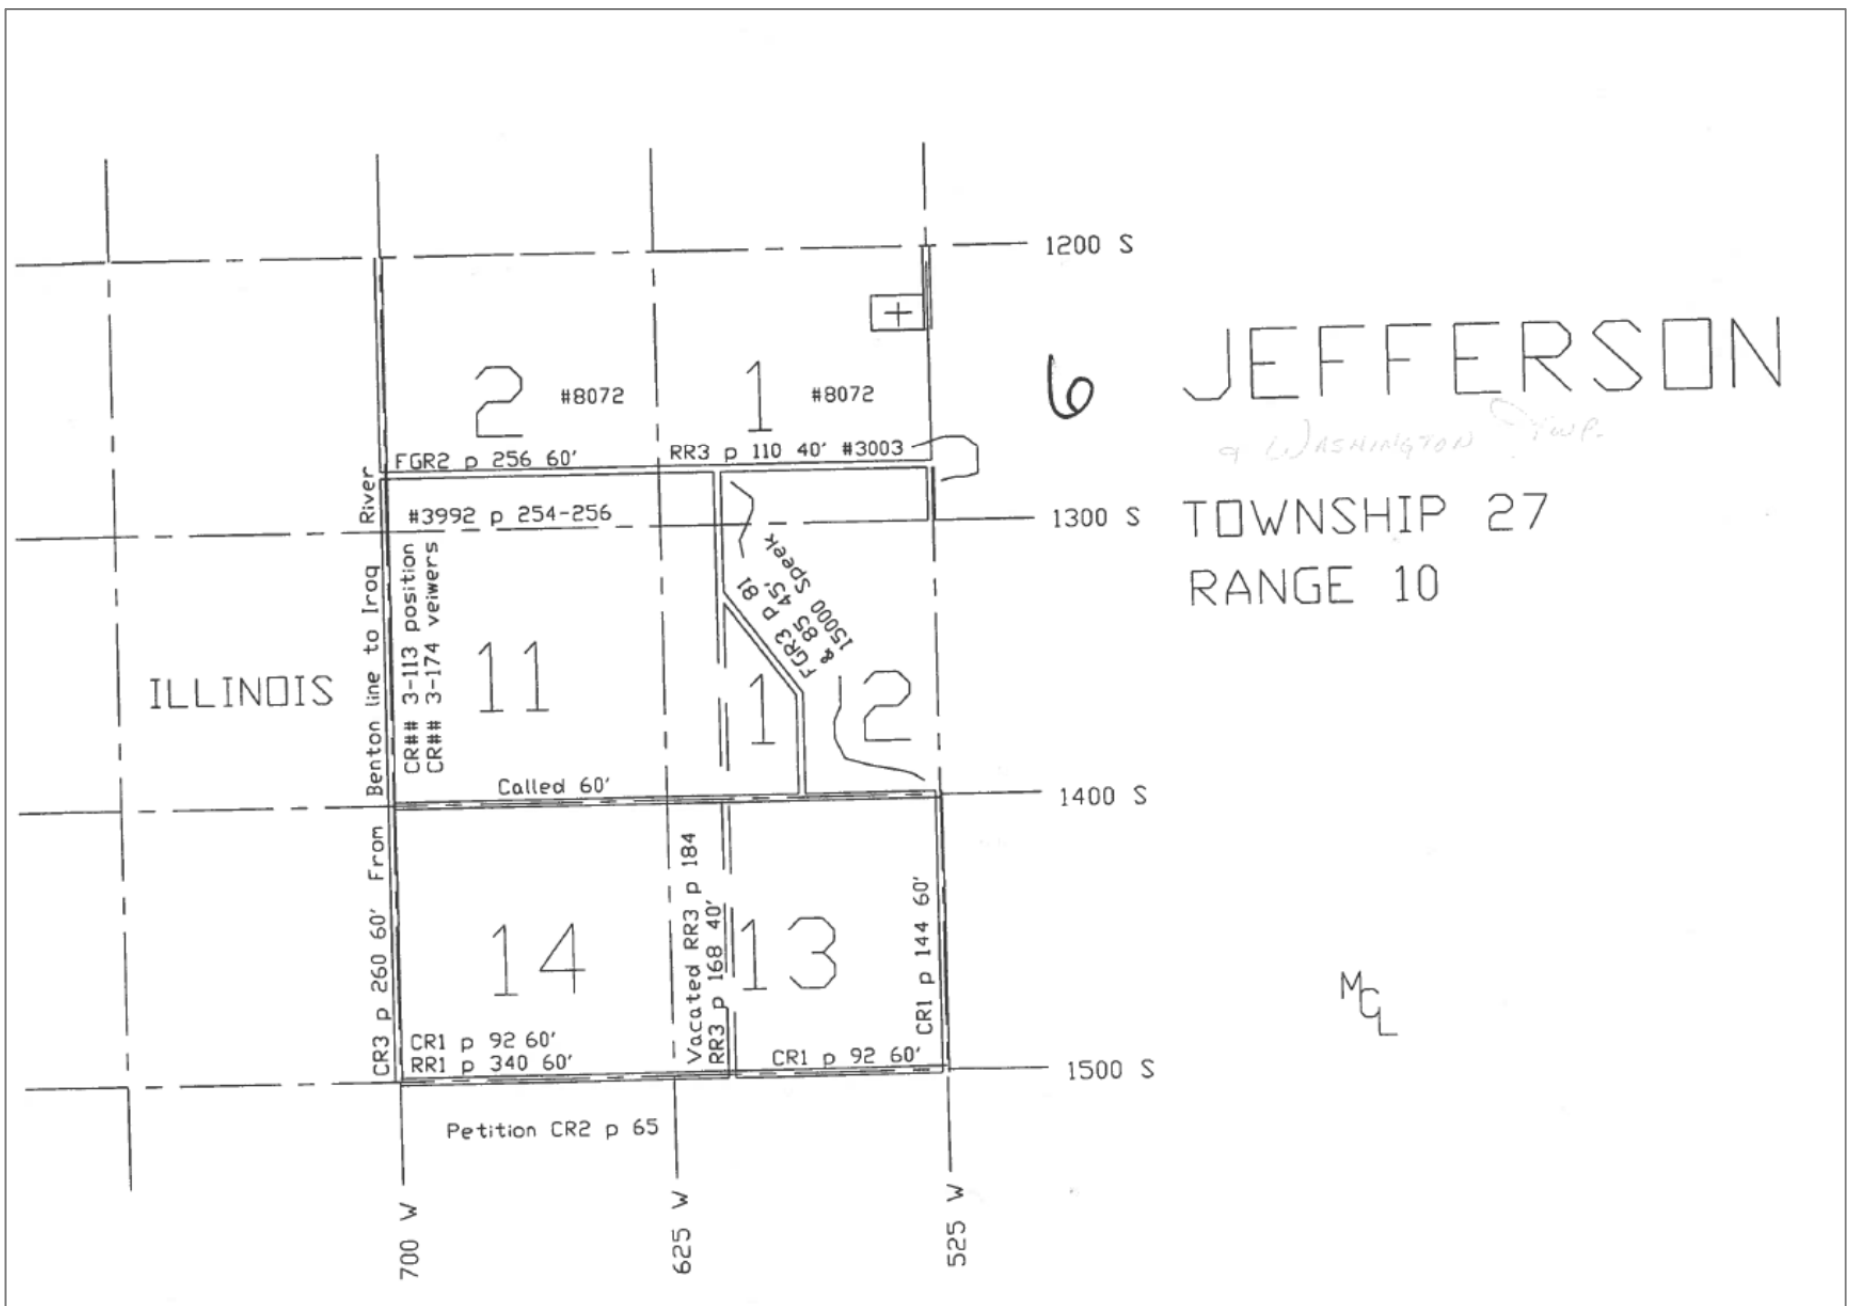 1200 S
2 #8072
1 #8072
6
JEFFERSON
& WASHINGTON TWP.
FGR2 p 256 60'
RR3 p 110 40' #3003
#3992 p 254-256
1300 S
TOWNSHIP 27
RANGE 10
CR3 p 260 60' From Benton line to Iroq River
CR## 3-113 position
CR## 3-174 veiwers
FGR3 p 81
& 85 45'
15000 Speek
ILLINOIS
11
12
Called 60'
1400 S
14
Vacated RR3 p 184
RR3 p 168 40'
13
CR1 p 144 60'
MCL
CR1 p 92 60'
RR1 p 340 60'
CR1 p 92 60'
1500 S
Petition CR2 p 65
700 W
625 W
525 W